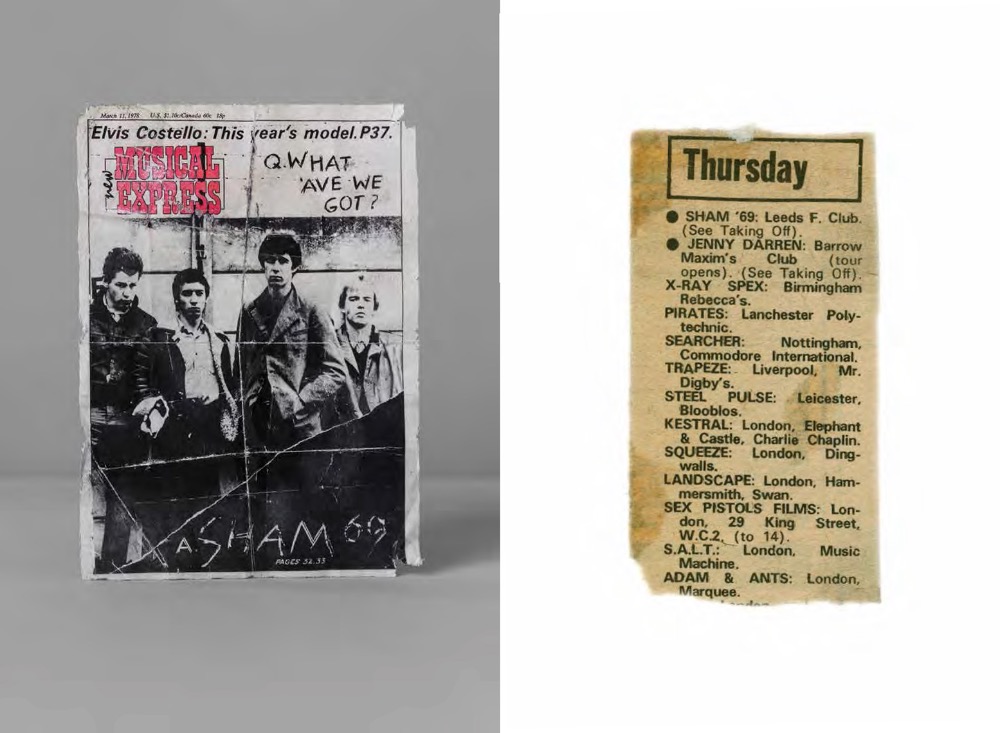 March 11, 1978 U.S. $1.10c/Canada 60c 18p
Elvis Costello: This year's model. P37.
new MUSICAL EXPRESS
Q. WHAT
'AVE WE
GOT?
A. SHAM 69
PAGES 32,33
Thursday
● SHAM '69: Leeds F. Club.
(See Taking Off).
● JENNY DARREN: Barrow
Maxim's Club (tour
opens). (See Taking Off).
X-RAY SPEX: Birmingham
Rebecca's.
PIRATES: Lanchester Poly-
technic.
SEARCHER: Nottingham,
Commodore International.
TRAPEZE: Liverpool, Mr.
Digby's.
STEEL PULSE: Leicester,
Blooblos.
KESTRAL: London, Elephant
& Castle, Charlie Chaplin.
SQUEEZE: London, Ding-
walls.
LANDSCAPE: London, Ham-
mersmith, Swan.
SEX PISTOLS FILMS: Lon-
don, 29 King Street,
W.C.2, (to 14).
S.A.L.T.: London, Music
Machine.
ADAM & ANTS: London,
Marquee.